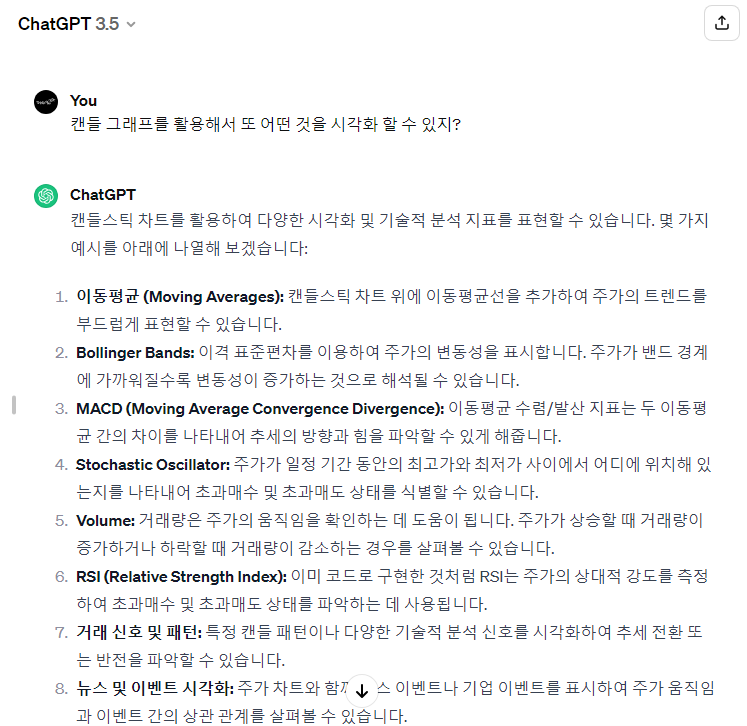 ChatGPT 3.5
You
캔들 그래프를 활용해서 또 어떤 것을 시각화 할 수 있지?
ChatGPT
캔들스틱 차트를 활용하여 다양한 시각화 및 기술적 분석 지표를 표현할 수 있습니다. 몇 가지
예시를 아래에 나열해 보겠습니다:
1. 이동평균 (Moving Averages): 캔들스틱 차트 위에 이동평균선을 추가하여 주가의 트렌드를
부드럽게 표현할 수 있습니다.
2. Bollinger Bands: 이격 표준편차를 이용하여 주가의 변동성을 표시합니다. 주가가 밴드 경계
에 가까워질수록 변동성이 증가하는 것으로 해석될 수 있습니다.
3. MACD (Moving Average Convergence Divergence): 이동평균 수렴/발산 지표는 두 이동평
균 간의 차이를 나타내어 추세의 방향과 힘을 파악할 수 있게 해줍니다.
4. Stochastic Oscillator: 주가가 일정 기간 동안의 최고가와 최저가 사이에서 어디에 위치해 있
는지를 나타내어 초과매수 및 초과매도 상태를 식별할 수 있습니다.
5. Volume: 거래량은 주가의 움직임을 확인하는 데 도움이 됩니다. 주가가 상승할 때 거래량이
증가하거나 하락할 때 거래량이 감소하는 경우를 살펴볼 수 있습니다.
6. RSI (Relative Strength Index): 이미 코드로 구현한 것처럼 RSI는 주가의 상대적 강도를 측정
하여 초과매수 및 초과매도 상태를 파악하는 데 사용됩니다.
7. 거래 신호 및 패턴: 특정 캔들 패턴이나 다양한 기술적 분석 신호를 시각화하여 추세 전환 또
는 반전을 파악할 수 있습니다.
8. 뉴스 및 이벤트 시각화: 주가 차트와 스 이벤트나 기업 이벤트를 표시하여 주가 움직임
과 이벤트 간의 상관 관계를 살펴볼 수 있습니다.